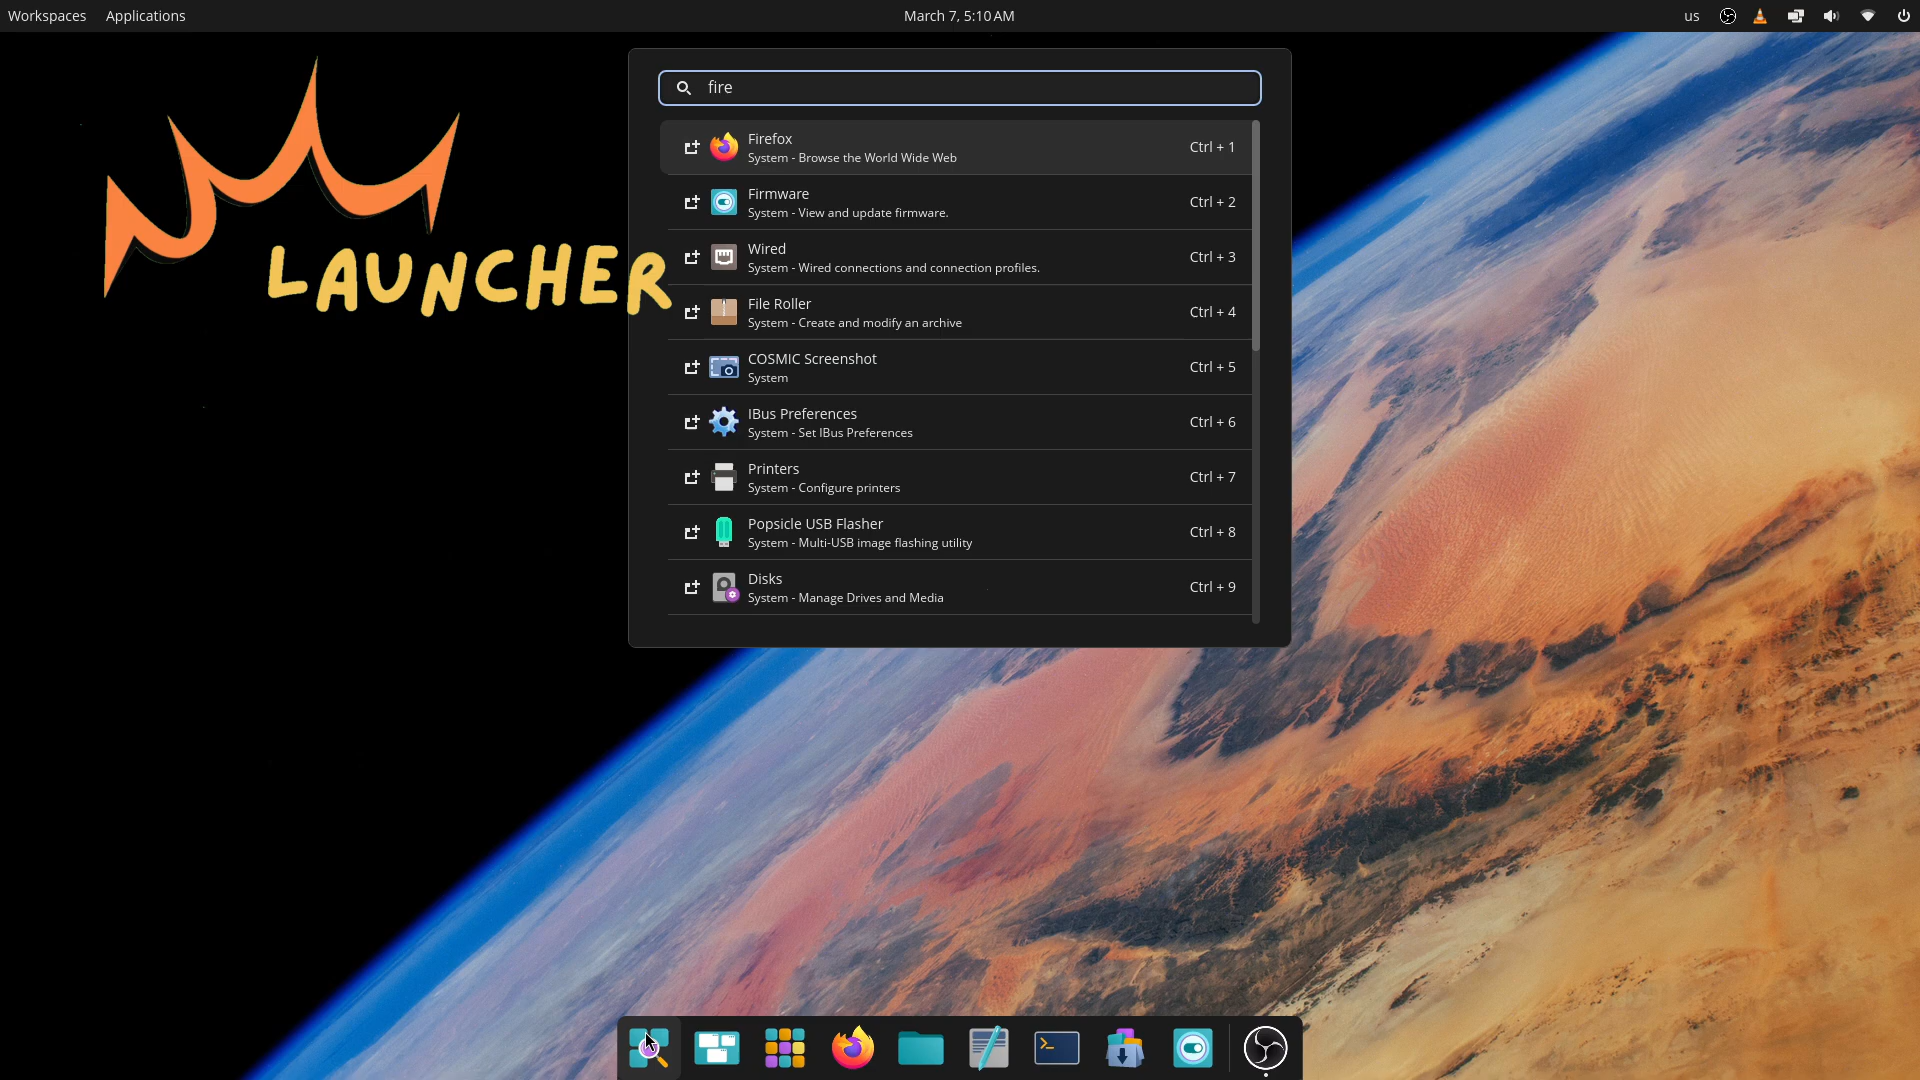 Workspaces Applications March 7, 5:10 AM us
fire
Firefox
System - Browse the World Wide Web
Ctrl + 1
Firmware
System - View and update firmware.
Ctrl + 2
Wired
System - Wired connections and connection profiles.
Ctrl + 3
File Roller
System - Create and modify an archive
Ctrl + 4
COSMIC Screenshot
System
Ctrl + 5
IBus Preferences
System - Set IBus Preferences
Ctrl + 6
Printers
System - Configure printers
Ctrl + 7
Popsicle USB Flasher
System - Multi-USB image flashing utility
Ctrl + 8
Disks
System - Manage Drives and Media
Ctrl + 9
LAUNCHER